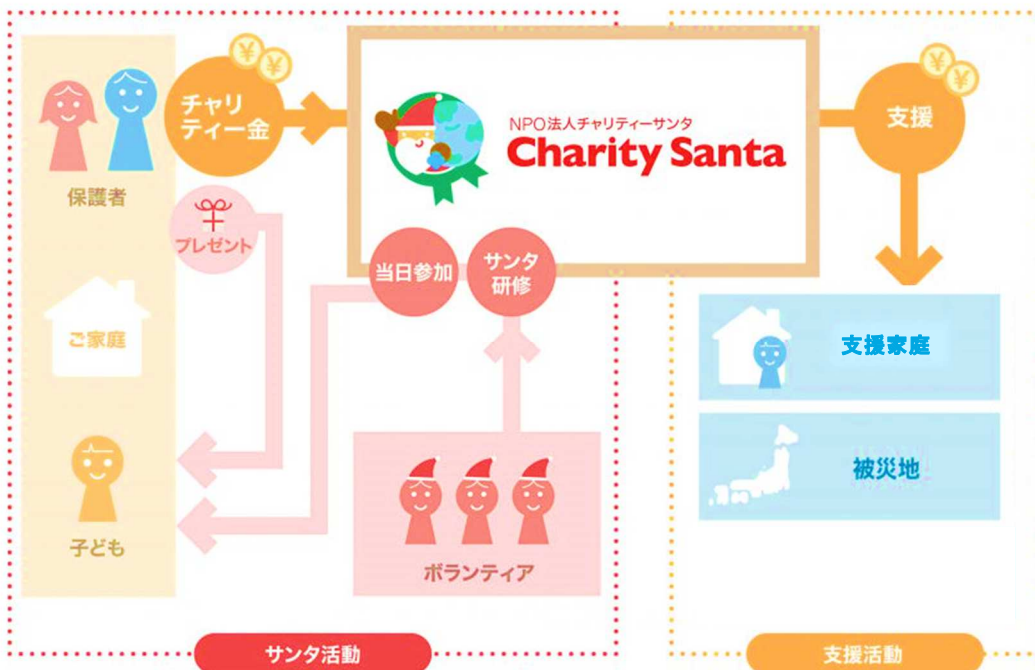 保護者
チャリ
ティー金
¥ ¥
プレゼント
ご家庭
子ども
NPO法人チャリティーサンタ
Charity Santa
当日参加
サンタ
研修
ボランティア
サンタ活動
¥ ¥
支援
支援家庭
被災地
支援活動